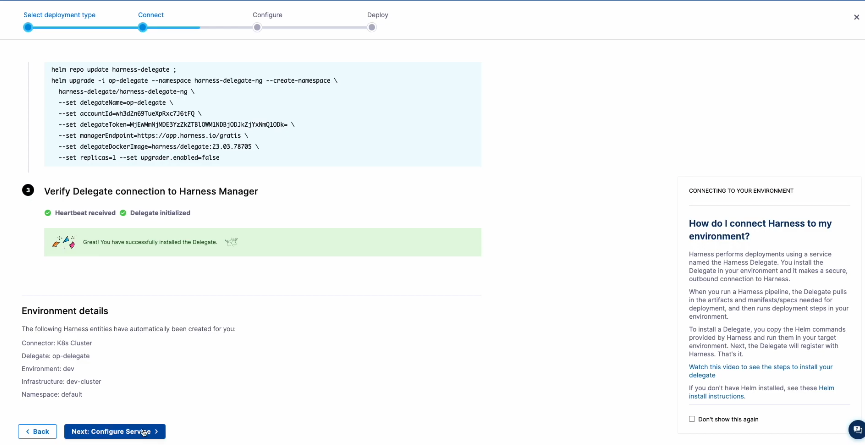 Select deployment type
Connect
Configure
Deploy
helm repo update harness-delegate ;
helm upgrade -i op-delegate --namespace harness-delegate-ng --create-namespace \
harness-delegate/harness-delegate-ng \
--set delegateName=op-delegate \
--set accountId=wh3dZn69TueXpRxc7J6tFQ \
--set managerEndpoint=https://app.harness.io/gratis \
--set delegateDockerImage=harness/delegate:23.03.78705 \
--set replicas=1 --set upgrader.enabled=false
3 Verify Delegate connection to Harness Manager
Heartbeat received Delegate initialized
Great! You have successfully installed the Delegate.
Environment details
The following Harness entities have automatically been created for you:
Connector: K8s Cluster
Delegate: op-delegate
Environment: dev
Infrastructure: dev-cluster
Namespace: default
Back
Next: Configure Service
CONNECTING TO YOUR ENVIRONMENT
How do I connect Harness to my
environment?
Harness performs deployments using a service
named the Harness Delegate. You install the
Delegate in your environment and it makes a secure,
outbound connection to Harness.
When you run a Harness pipeline, the Delegate pulls
in the artifacts and manifests/specs needed for
deployment, and then runs deployment steps in your
environment.
To install a Delegate, you copy the Helm commands
provided by Harness and run them in your target
environment. Next, the Delegate will register with
Harness. That's it.
Watch this video to see the steps to install your
delegate
If you don't have Helm installed, see these Helm
install instructions.
Don't show this again